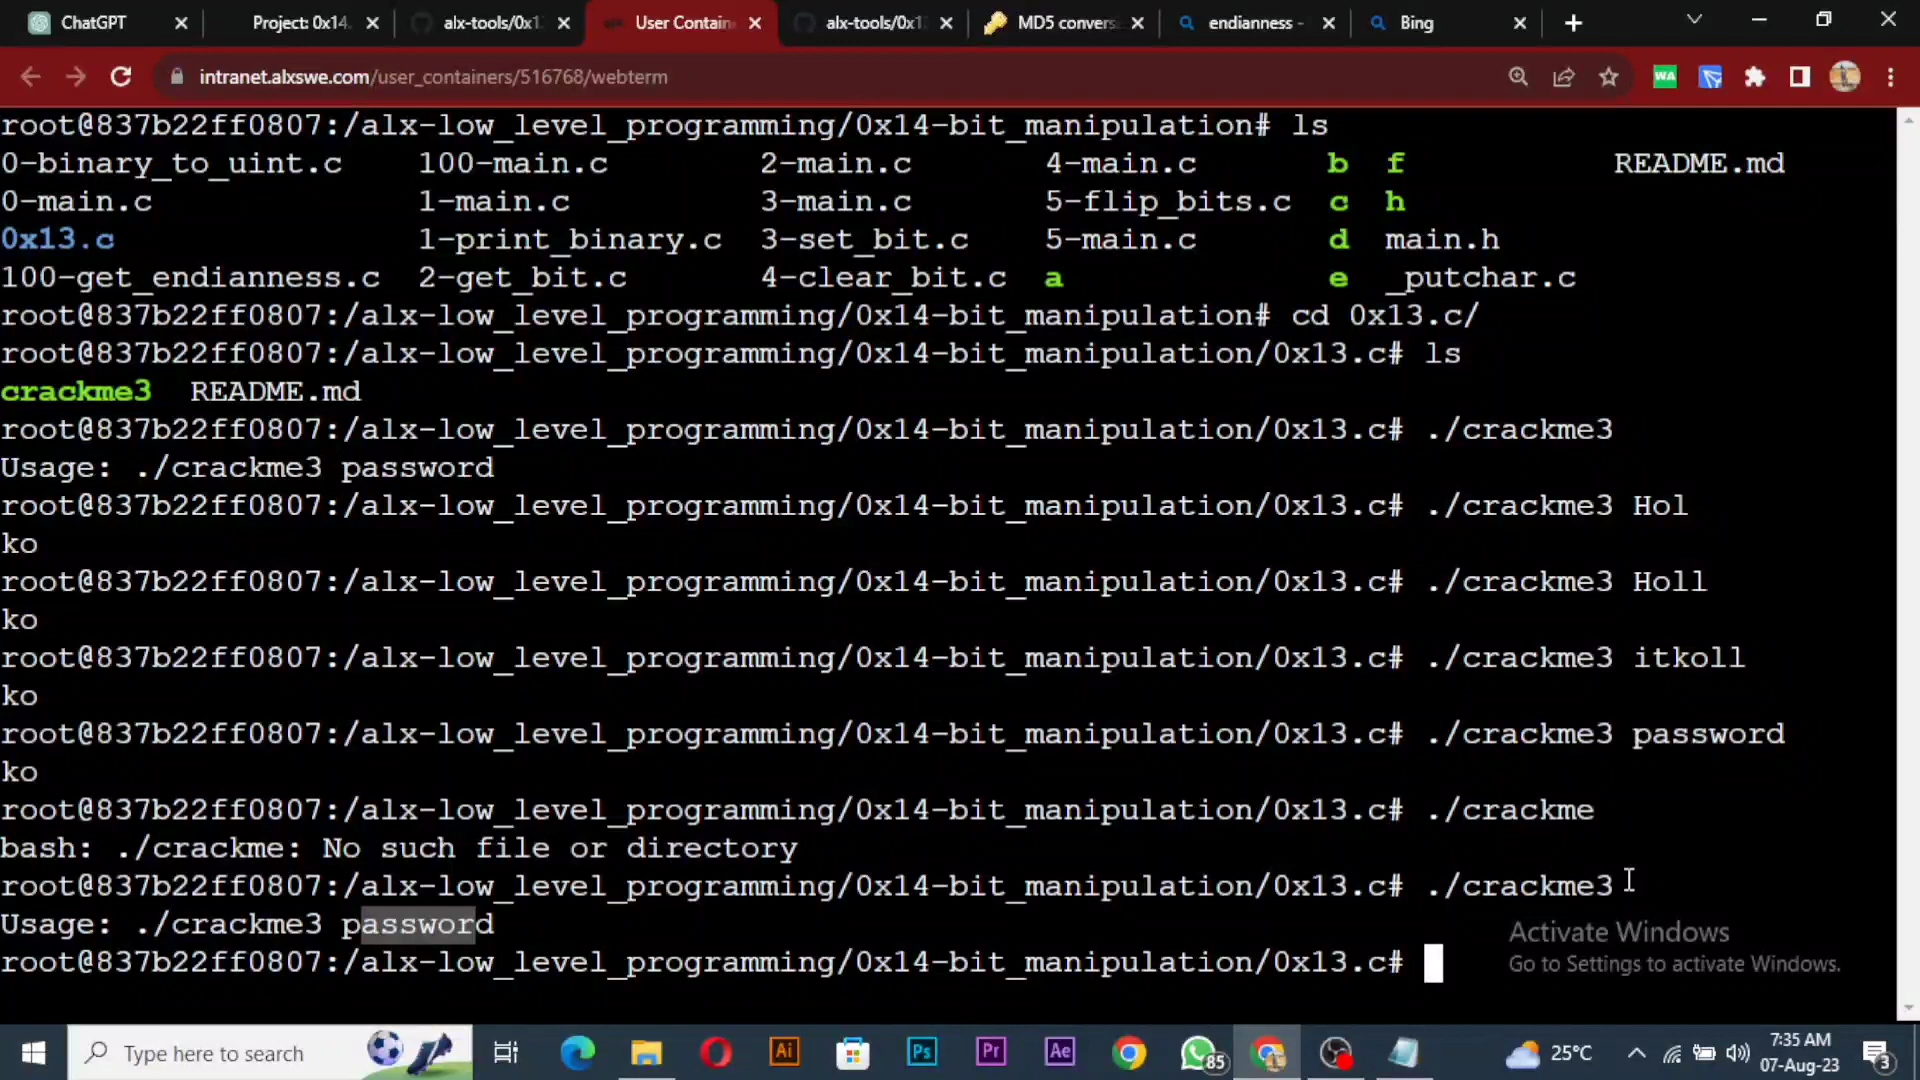 ChatGPT
Project: 0x14.
alx-tools/0x1
User Contain
alx-tools/0x1
MD5 convers
endianness -
Bing
intranet.alxswe.com/user_containers/516768/webterm
WA
root@837b22ff0807:/alx-low_level_programming/0x14-bit_manipulation# ls
0-binary_to_uint.c 100-main.c 2-main.c 4-main.c b f README.md
0-main.c 1-main.c 3-main.c 5-flip_bits.c c h
0x13.c 1-print_binary.c 3-set_bit.c 5-main.c d main.h
100-get_endianness.c 2-get_bit.c 4-clear_bit.c a e _putchar.c
root@837b22ff0807:/alx-low_level_programming/0x14-bit_manipulation# cd 0x13.c/
root@837b22ff0807:/alx-low_level_programming/0x14-bit_manipulation/0x13.c# ls
crackme3 README.md
root@837b22ff0807:/alx-low_level_programming/0x14-bit_manipulation/0x13.c# ./crackme3
Usage: ./crackme3 password
root@837b22ff0807:/alx-low_level_programming/0x14-bit_manipulation/0x13.c# ./crackme3 Hol
ko
root@837b22ff0807:/alx-low_level_programming/0x14-bit_manipulation/0x13.c# ./crackme3 Holl
ko
root@837b22ff0807:/alx-low_level_programming/0x14-bit_manipulation/0x13.c# ./crackme3 itkoll
ko
root@837b22ff0807:/alx-low_level_programming/0x14-bit_manipulation/0x13.c# ./crackme3 password
ko
root@837b22ff0807:/alx-low_level_programming/0x14-bit_manipulation/0x13.c# ./crackme
bash: ./crackme: No such file or directory
root@837b22ff0807:/alx-low_level_programming/0x14-bit_manipulation/0x13.c# ./crackme3
Usage: ./crackme3 password
root@837b22ff0807:/alx-low_level_programming/0x14-bit_manipulation/0x13.c#
Activate Windows
Go to Settings to activate Windows.
Type here to search
Ai
Ps
Pr
Ae
85
25°C
7:35 AM
07-Aug-23
3